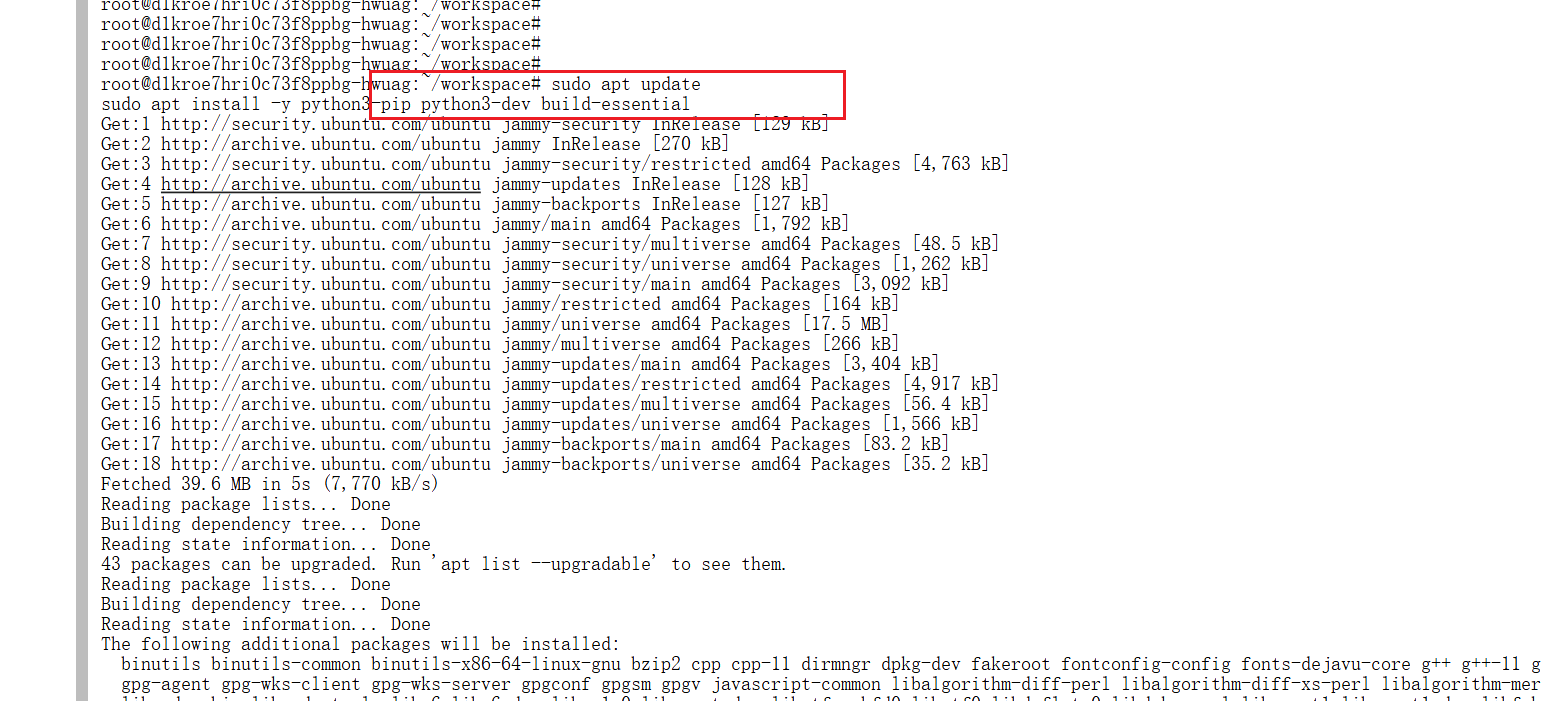 root@dlkroe7hri0c73f8ppbg-hwuag:~/workspace#
root@dlkroe7hri0c73f8ppbg-hwuag:~/workspace#
root@dlkroe7hri0c73f8ppbg-hwuag:~/workspace#
root@dlkroe7hri0c73f8ppbg-hwuag:~/workspace#
root@dlkroe7hri0c73f8ppbg-hwuag:~/workspace# sudo apt update
sudo apt install -y python3-pip python3-dev build-essential
Get:1 http://security.ubuntu.com/ubuntu jammy-security InRelease [129 kB]
Get:2 http://archive.ubuntu.com/ubuntu jammy InRelease [270 kB]
Get:3 http://security.ubuntu.com/ubuntu jammy-security/restricted amd64 Packages [4,763 kB]
Get:4 http://archive.ubuntu.com/ubuntu jammy-updates InRelease [128 kB]
Get:5 http://archive.ubuntu.com/ubuntu jammy-backports InRelease [127 kB]
Get:6 http://archive.ubuntu.com/ubuntu jammy/main amd64 Packages [1,792 kB]
Get:7 http://security.ubuntu.com/ubuntu jammy-security/multiverse amd64 Packages [48.5 kB]
Get:8 http://security.ubuntu.com/ubuntu jammy-security/universe amd64 Packages [1,262 kB]
Get:9 http://security.ubuntu.com/ubuntu jammy-security/main amd64 Packages [3,092 kB]
Get:10 http://archive.ubuntu.com/ubuntu jammy/restricted amd64 Packages [164 kB]
Get:11 http://archive.ubuntu.com/ubuntu jammy/universe amd64 Packages [17.5 MB]
Get:12 http://archive.ubuntu.com/ubuntu jammy/multiverse amd64 Packages [266 kB]
Get:13 http://archive.ubuntu.com/ubuntu jammy-updates/main amd64 Packages [3,404 kB]
Get:14 http://archive.ubuntu.com/ubuntu jammy-updates/restricted amd64 Packages [4,917 kB]
Get:15 http://archive.ubuntu.com/ubuntu jammy-updates/multiverse amd64 Packages [56.4 kB]
Get:16 http://archive.ubuntu.com/ubuntu jammy-updates/universe amd64 Packages [1,566 kB]
Get:17 http://archive.ubuntu.com/ubuntu jammy-backports/main amd64 Packages [83.2 kB]
Get:18 http://archive.ubuntu.com/ubuntu jammy-backports/universe amd64 Packages [35.2 kB]
Fetched 39.6 MB in 5s (7,770 kB/s)
Reading package lists... Done
Building dependency tree... Done
Reading state information... Done
43 packages can be upgraded. Run 'apt list --upgradable' to see them.
Reading package lists... Done
Building dependency tree... Done
Reading state information... Done
The following additional packages will be installed:
binutils binutils-common binutils-x86-64-linux-gnu bzip2 cpp cpp-11 dirmngr dpkg-dev fakeroot fontconfig-config fonts-dejavu-core g++ g++-11 g
gpg-agent gpg-wks-client gpg-wks-server gpgconf gpgsm gpgv javascript-common libalgorithm-diff-perl libalgorithm-diff-xs-perl libalgorithm-mer